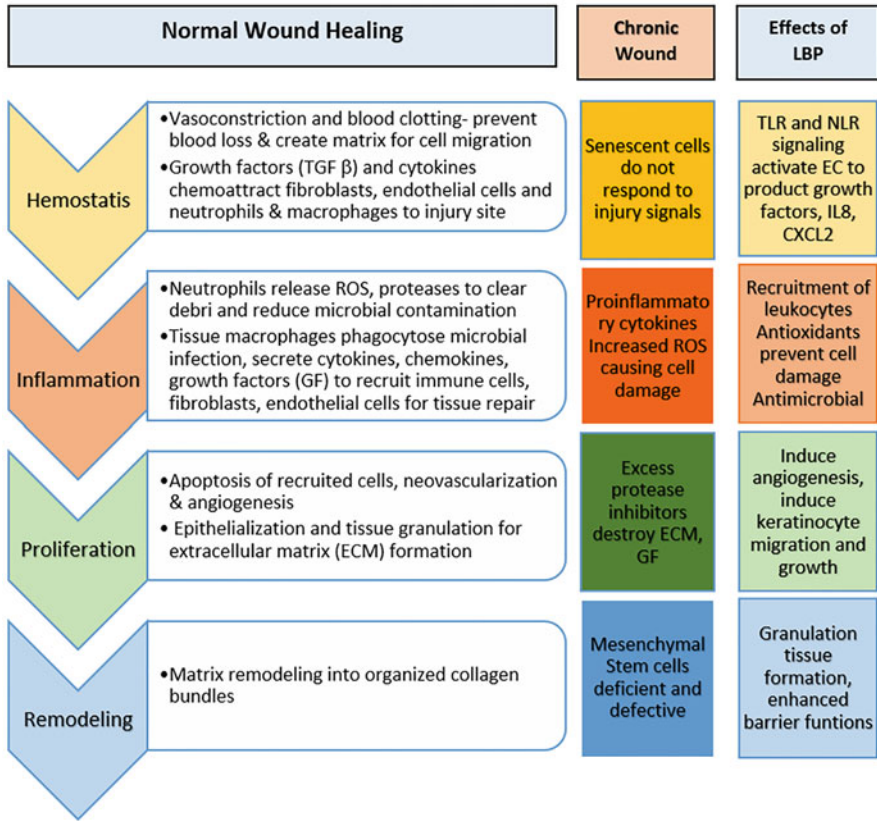 Normal Wound Healing
Chronic
Wound
Effects of
LBP
Hemostatis
•Vasoconstriction and blood clotting- prevent
blood loss & create matrix for cell migration
•Growth factors (TGF β) and cytokines
chemoattract fibroblasts, endothelial cells and
neutrophils & macrophages to injury site
Senescent cells
do not
respond to
injury signals
TLR and NLR
signaling
activate EC to
product growth
factors, IL8,
CXCL2
Inflammation
•Neutrophils release ROS, proteases to clear
debri and reduce microbial contamination
•Tissue macrophages phagocytose microbial
infection, secrete cytokines, chemokines,
growth factors (GF) to recruit immune cells,
fibroblasts, endothelial cells for tissue repair
Proinflammato
ry cytokines
Increased ROS
causing cell
damage
Recruitment of
leukocytes
Antioxidants
prevent cell
damage
Antimicrobial
Proliferation
•Apoptosis of recruited cells, neovascularization
& angiogenesis
• Epithelialization and tissue granulation for
extracellular matrix (ECM) formation
Excess
protease
inhibitors
destroy ECM,
GF
Induce
angiogenesis,
induce
keratinocyte
migration and
growth
Remodeling
•Matrix remodeling into organized collagen
bundles
Mesenchymal
Stem cells
deficient and
defective
Granulation
tissue
formation,
enhanced
barrier funtions